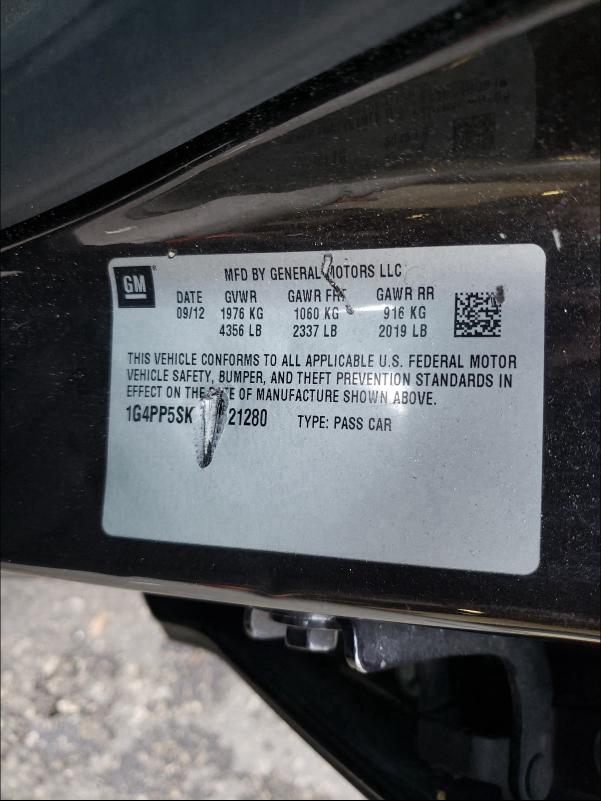 GM
MFD BY GENERAL MOTORS LLC
DATE GVWR GAWR FRT GAWR RR
09/12 1976 KG 1060 KG 916 KG
4356 LB 2337 LB 2019 LB
THIS VEHICLE CONFORMS TO ALL APPLICABLE U.S. FEDERAL MOTOR
VEHICLE SAFETY, BUMPER, AND THEFT PREVENTION STANDARDS IN
EFFECT ON THE DATE OF MANUFACTURE SHOWN ABOVE.
1G4PP5SK 21280 TYPE: PASS CAR